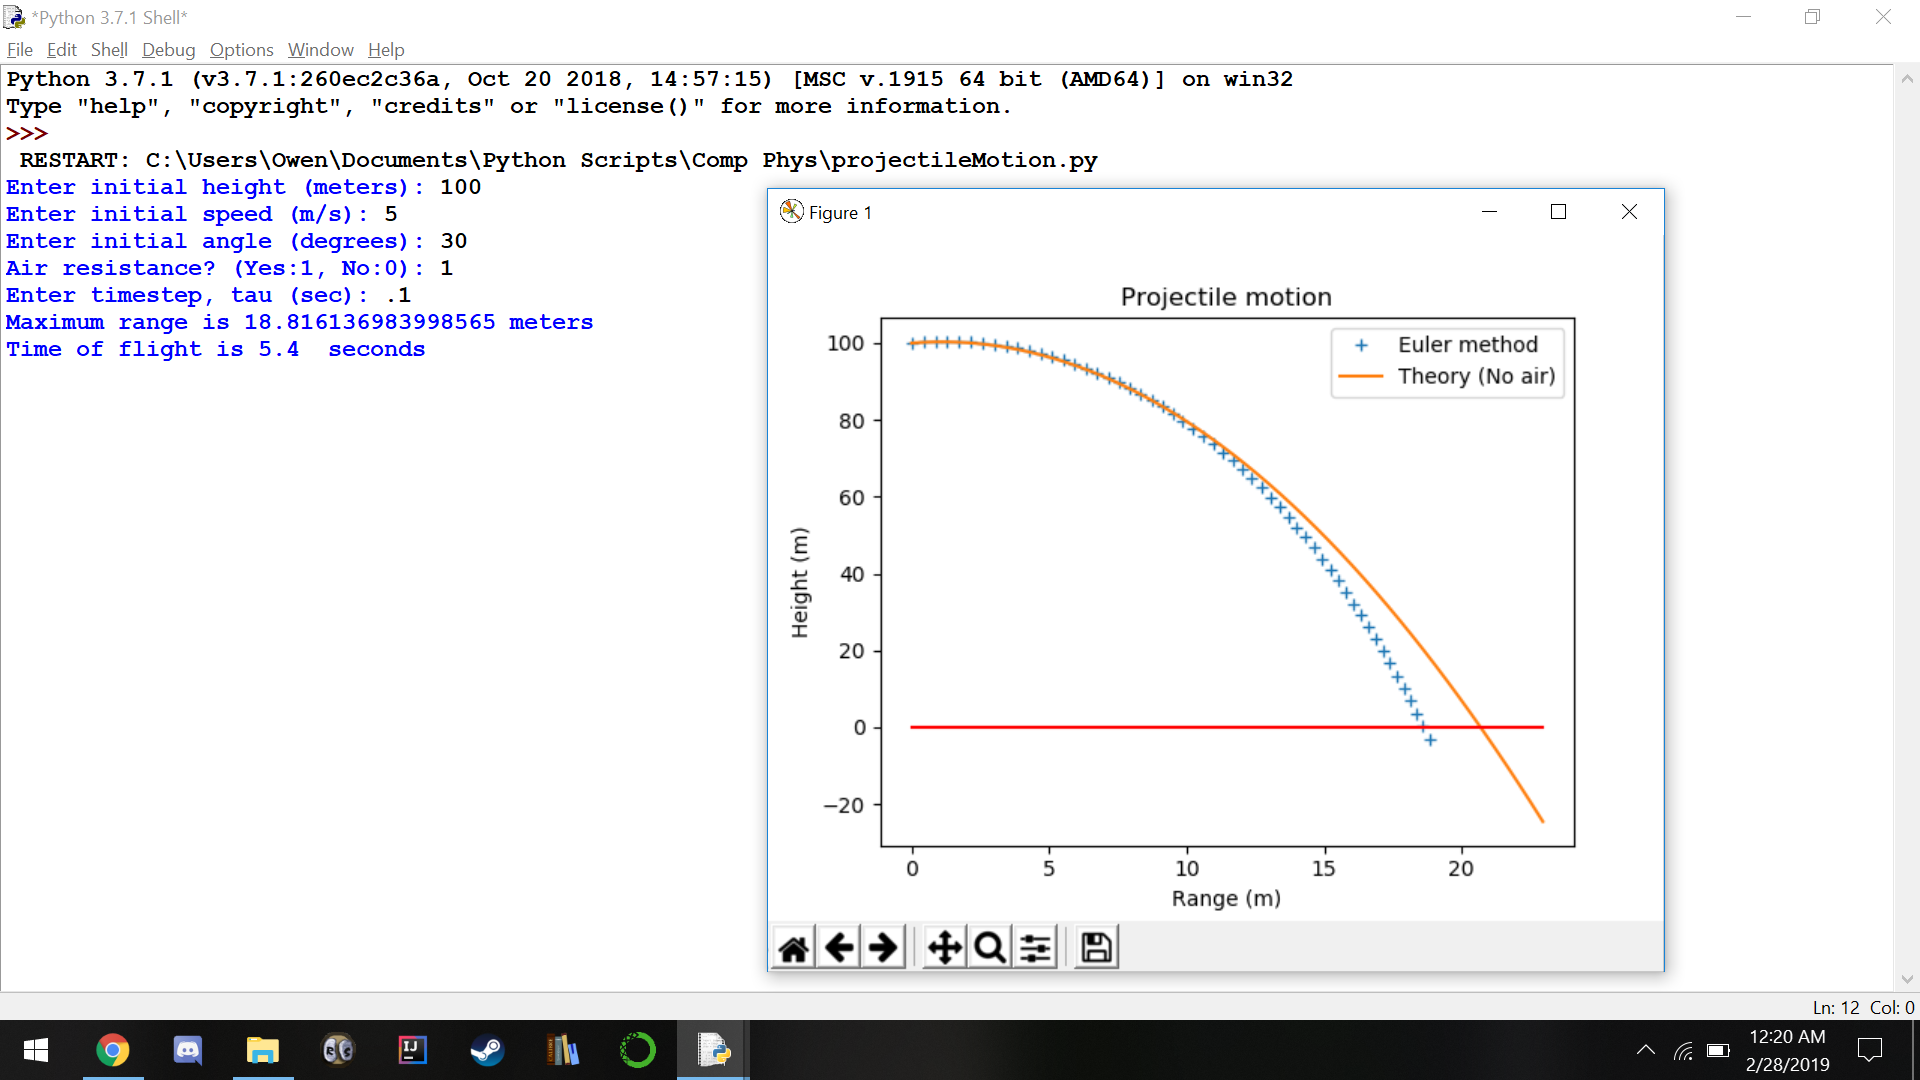 *Python 3.7.1 Shell*
File Edit Shell Debug Options Window Help
Python 3.7.1 (v3.7.1:260ec2c36a, Oct 20 2018, 14:57:15) [MSC v.1915 64 bit (AMD64)] on win32
Type "help", "copyright", "credits" or "license()" for more information.
>>>
RESTART: C:\Users\Owen\Documents\Python Scripts\Comp Phys\projectileMotion.py
Enter initial height (meters): 100
Enter initial speed (m/s): 5
Enter initial angle (degrees): 30
Air resistance? (Yes:1, No:0): 1
Enter timestep, tau (sec): .1
Maximum range is 18.816136983998565 meters
Time of flight is 5.4  seconds
Figure 1
Projectile motion
Euler method
Theory (No air)
100
80
60
40
20
0
−20
Height (m)
0 5 10 15 20
Range (m)
Ln: 12 Col: 0
IJ
12:20 AM
2/28/2019